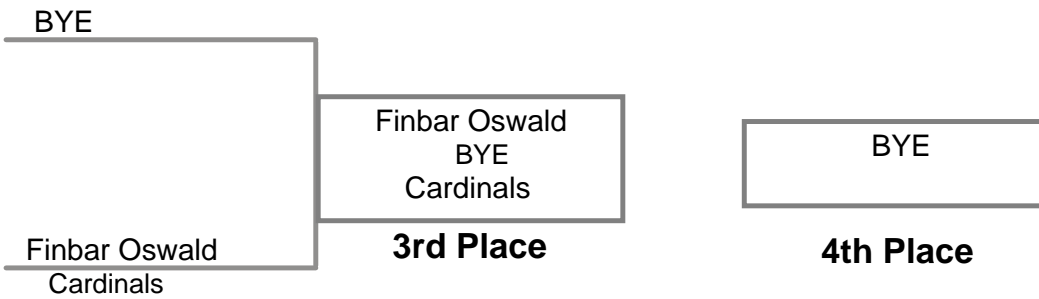 BYE
Finbar Oswald
BYE
Cardinals
3rd Place
BYE
4th Place
Finbar Oswald
Cardinals